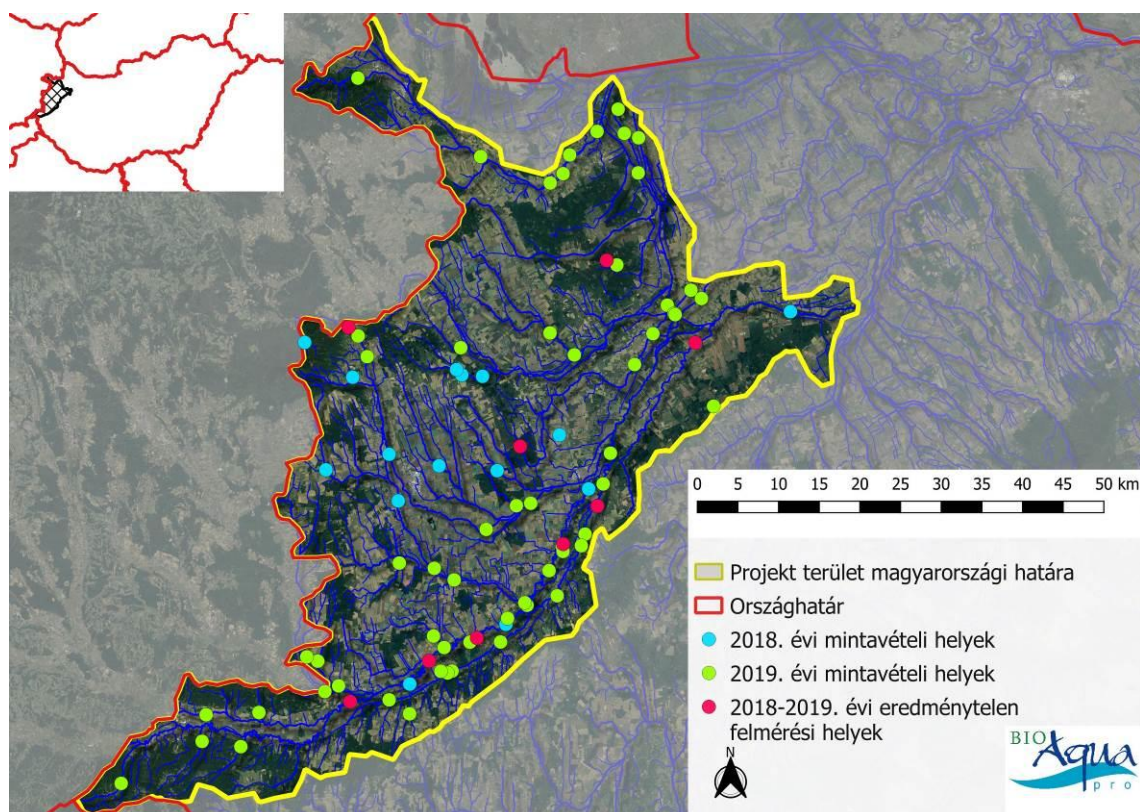 0 5 10 15 20 25 30 35 40 45 50 km
Projekt terület magyarországi határa
Országhatár
2018. évi mintavételi helyek
2019. évi mintavételi helyek
2018-2019. évi eredménytelen
felmérési helyek
N
BIO
Aqua
pro